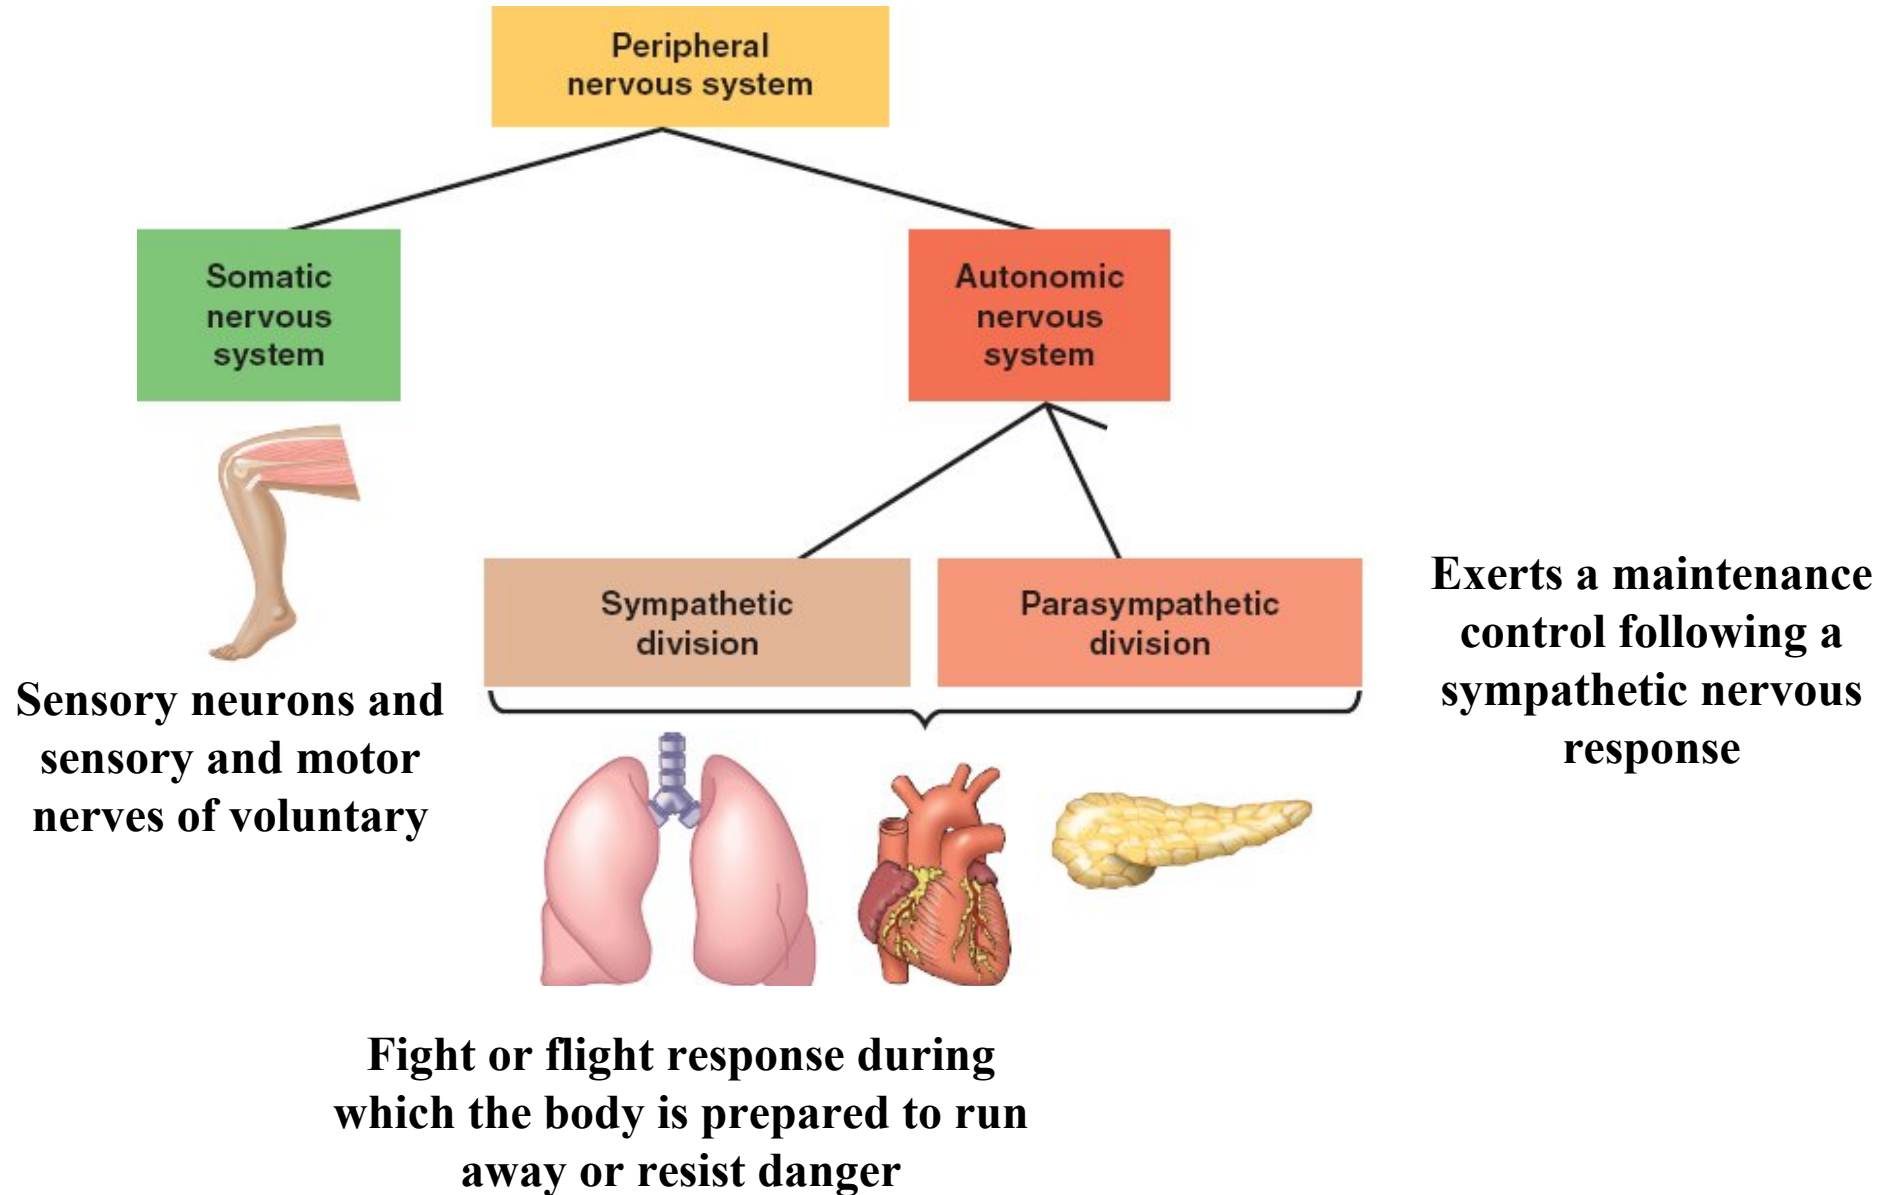 Peripheral
nervous system
Somatic
nervous
system
Autonomic
nervous
system
Sympathetic
division
Parasympathetic
division
Exerts a maintenance
control following a
sympathetic nervous
response
Sensory neurons and
sensory and motor
nerves of voluntary
Fight or flight response during
which the body is prepared to run
away or resist danger